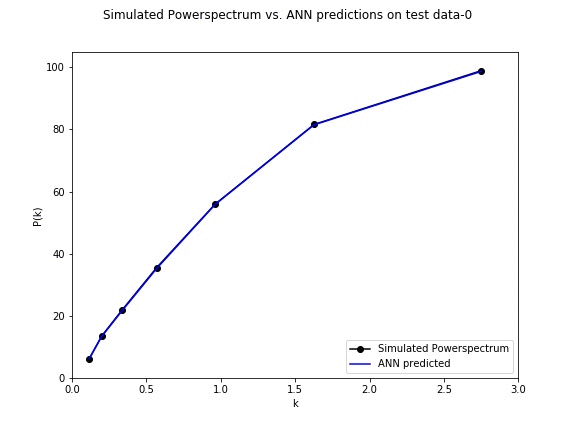 Simulated Powerspectrum vs. ANN predictions on test data-0
100
80
60
40
20
0
P(k)
0.0 0.5 1.0 1.5 2.0 2.5 3.0
k
Simulated Powerspectrum
ANN predicted